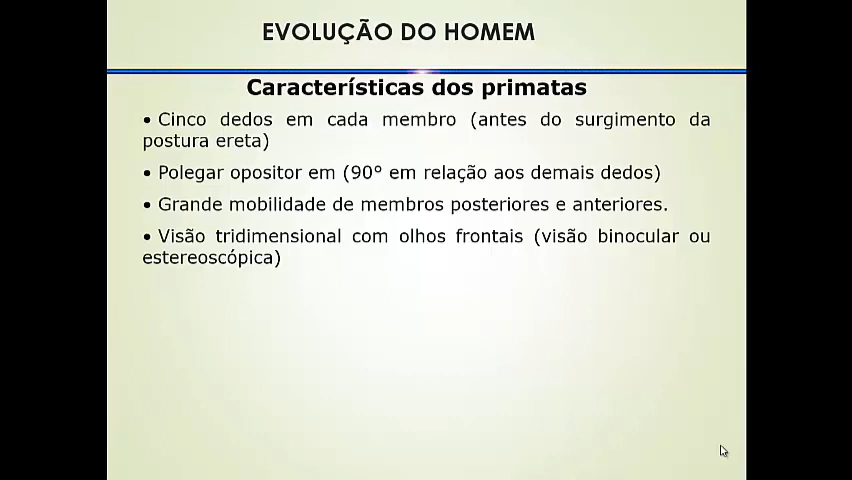 EVOLUÇÃO DO HOMEM
Características dos primatas
• Cinco dedos em cada membro (antes do surgimento da
postura ereta)
• Polegar opositor em (90º em relação aos demais dedos)
• Grande mobilidade de membros posteriores e anteriores.
• Visão tridimensional com olhos frontais (visão binocular ou
estereoscópica)